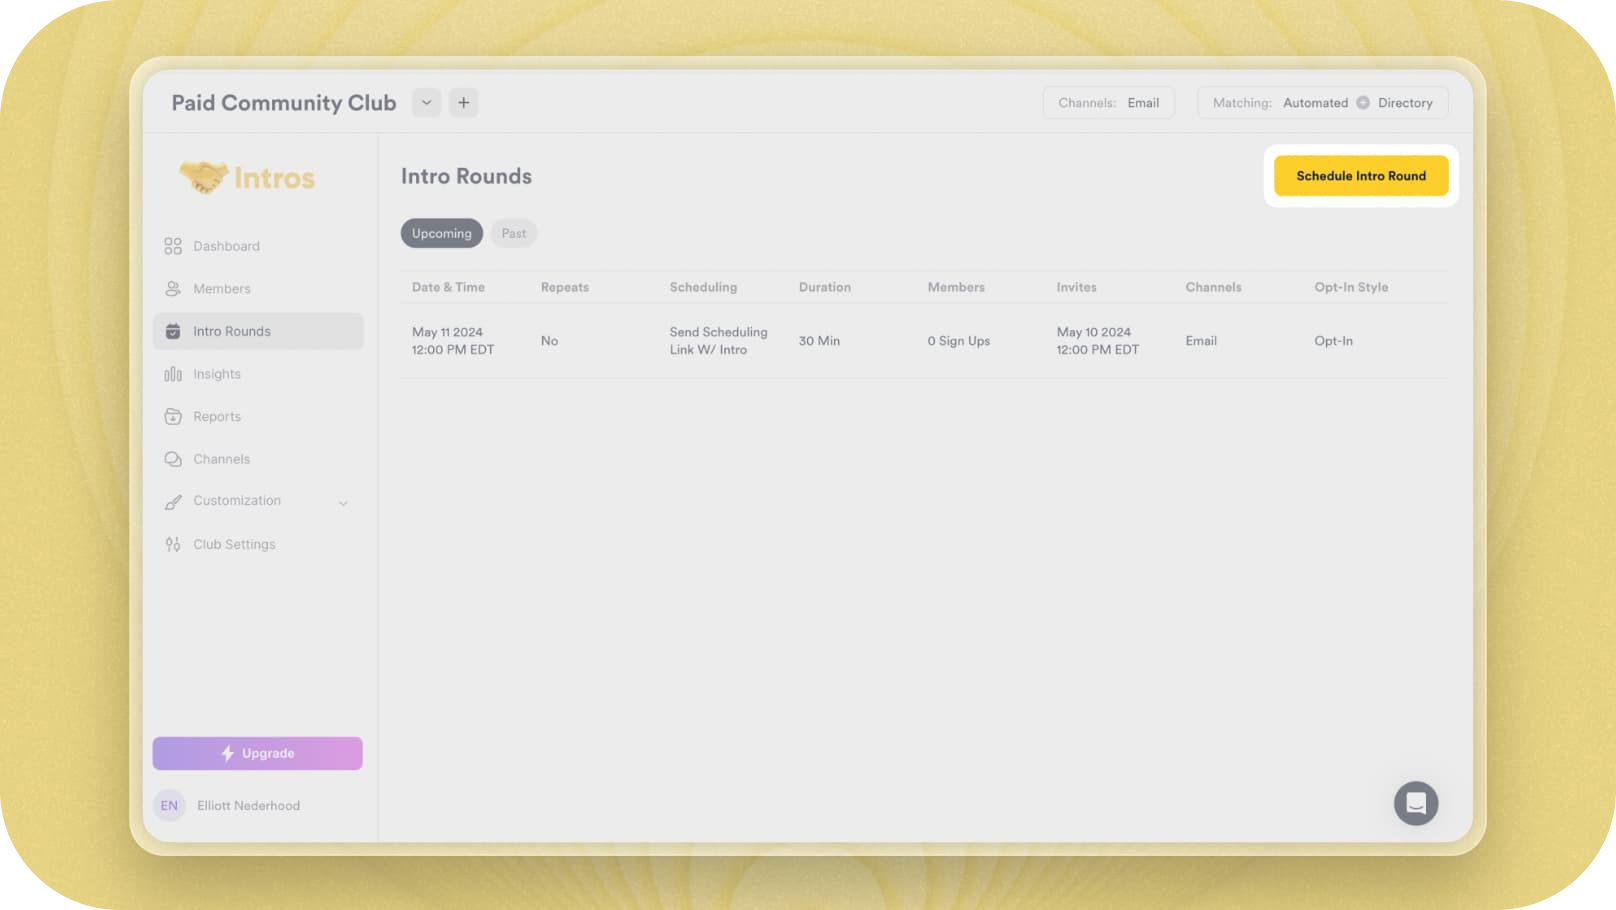 Paid Community Club
Channels: Email
Matching: Automated Directory
Intros
Dashboard
Members
Intro Rounds
Insights
Reports
Channels
Customization
Club Settings
Upgrade
EN
Elliott Nederhood
Intro Rounds
Schedule Intro Round
Upcoming
Past
Date & Time
Repeats
Scheduling
Duration
Members
Invites
Channels
Opt-In Style
May 11 2024
12:00 PM EDT
No
Send Scheduling
Link W/ Intro
30 Min
0 Sign Ups
May 10 2024
12:00 PM EDT
Email
Opt-In